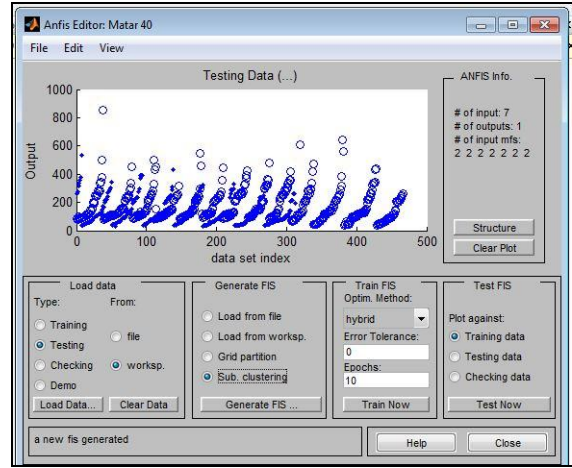 Anfis Editor: Matar 40
File Edit View
Testing Data (...)
1000
800
600
400
200
0
Output
0 100 200 300 400 500
data set index
ANFIS Info.
# of input: 7
# of outputs: 1
# of input mfs:
2 2 2 2 2 2 2
Structure
Clear Plot
Load data
Type: From:
Training
Testing
Checking
Demo
file
worksp.
Load Data... Clear Data
Generate FIS
Load from file
Load from worksp.
Grid partition
Sub. clustering
Generate FIS ...
Train FIS
Optim. Method:
hybrid
Error Tolerance:
0
Epochs:
10
Train Now
Test FIS
Plot against:
Training data
Testing data
Checking data
Test Now
a new fis generated
Help Close